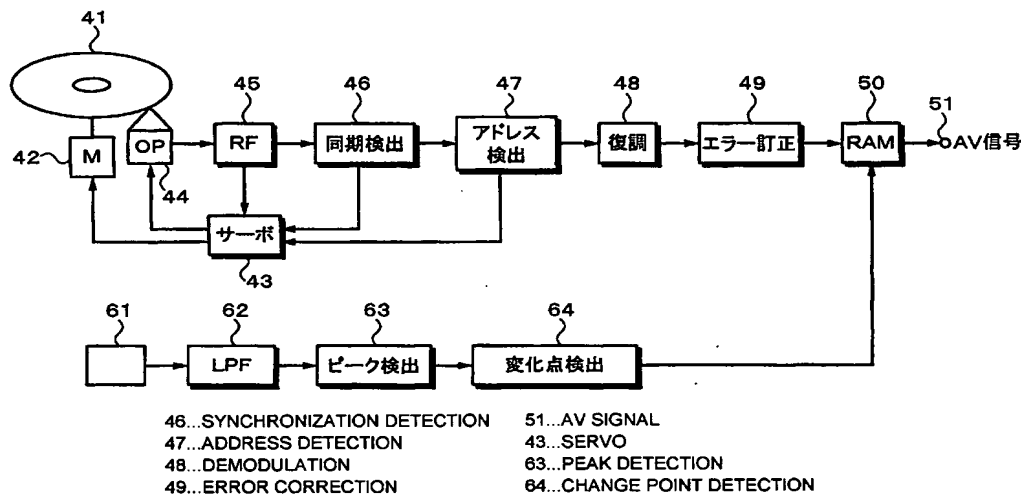 41
45
46
47
48
49
50
51
OP
RF
同期検出
アドレス
検出
復調
エラー訂正
RAM
AV信号
42
M
44
サーボ
43
61
62
63
64
LPF
ピーク検出
変化点検出
46...SYNCHRONIZATION DETECTION
47...ADDRESS DETECTION
48...DEMODULATION
49...ERROR CORRECTION
51...AV SIGNAL
43...SERVO
63...PEAK DETECTION
64...CHANGE POINT DETECTION